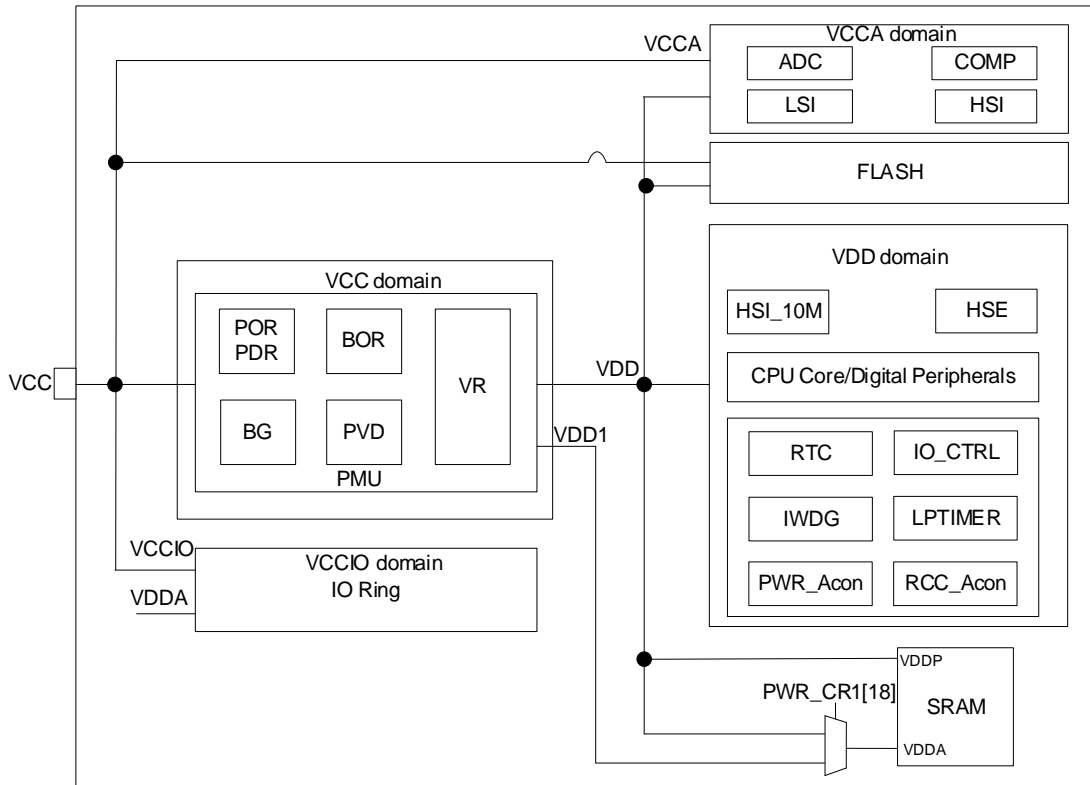 VCCA
VCCA domain
ADC
COMP
LSI
HSI
FLASH
VCC domain
POR
PDR
BOR
VR
BG
PVD
PMU
VCC
VDD
VDD1
VDD domain
HSI_10M
HSE
CPU Core/Digital Peripherals
RTC
IO_CTRL
IWDG
LPTIMER
PWR_Acon
RCC_Acon
VCCIO
VDDA
VCCIO domain
IO Ring
PWR_CR1[18]
VDDP
SRAM
VDDA